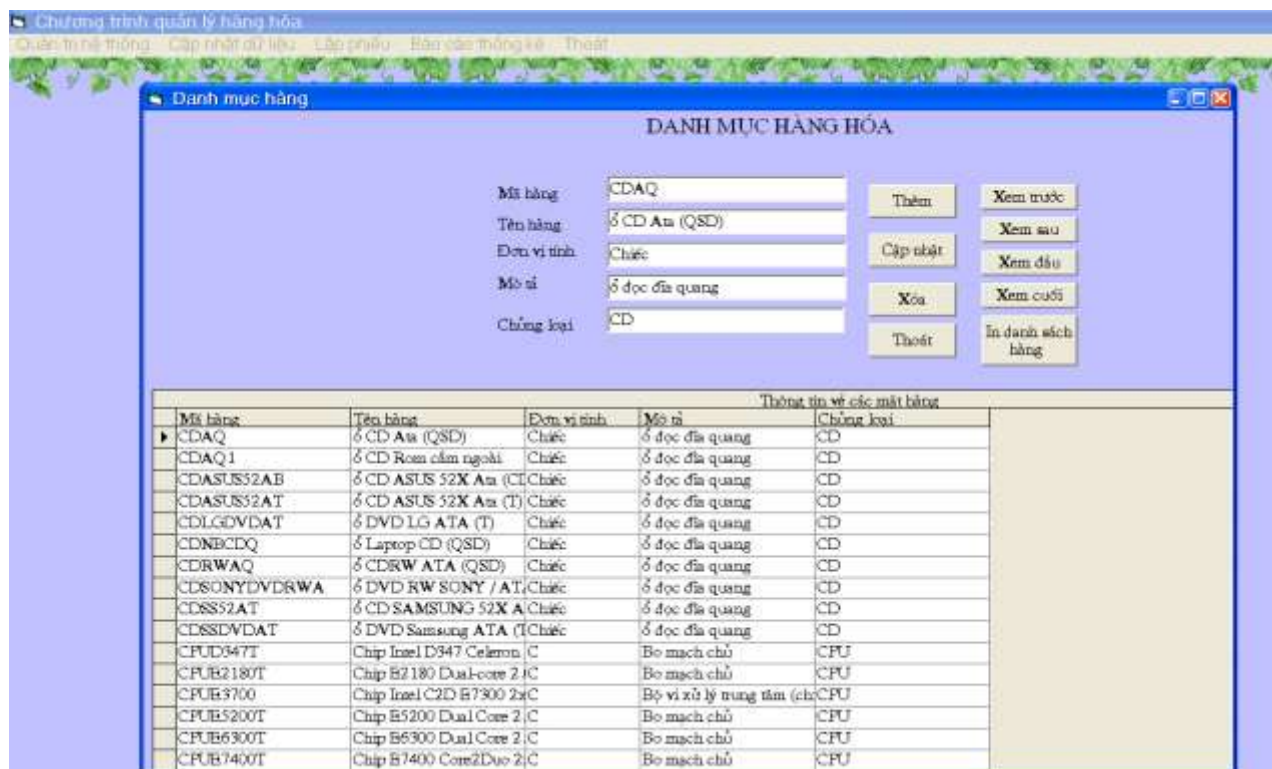 Chương trình quản lý hàng hóa
Quản trị hệ thống Cập nhật dữ liệu Lập phiếu Báo cáo thống kê Thoát
Danh mục hàng
DANH MỤC HÀNG HÓA
Mã hàng CDAQ Thêm Xem trước
Tên hàng ổ CD Ata (QSD) Xem sau
Đơn vị tính Chiếc Cập nhật Xem đầu
Mô tả ổ đọc đĩa quang Xóa Xem cuối
Chủng loại CD Thoát In danh sách
hàng
Thông tin về các mặt hàng
Mã hàng Tên hàng Đơn vị tính Mô tả Chủng loại
CDAQ ổ CD Ata (QSD) Chiếc ổ đọc đĩa quang CD
CDAQ1 ổ CD Rom cắm ngoài Chiếc ổ đọc đĩa quang CD
CDASUS52AB ổ CD ASUS 52X Ata (CD Chiếc ổ đọc đĩa quang CD
CDASUS52AT ổ CD ASUS 52X Ata (T) Chiếc ổ đọc đĩa quang CD
CDLGDVDAT ổ DVD LG ATA (T) Chiếc ổ đọc đĩa quang CD
CDNBCDQ ổ Laptop CD (QSD) Chiếc ổ đọc đĩa quang CD
CDRWAQ ổ CDRW ATA (QSD) Chiếc ổ đọc đĩa quang CD
CDSONYDVDRWA ổ DVD RW SONY / AT Chiếc ổ đọc đĩa quang CD
CDSS52AT ổ CD SAMSUNG 52X A Chiếc ổ đọc đĩa quang CD
CDSSDVDAT ổ DVD Samsung ATA (T Chiếc ổ đọc đĩa quang CD
CPUD347T Chip Intel D347 Celeron C Bo mạch chủ CPU
CPUE2180T Chip E2180 Dual-core 2 C Bo mạch chủ CPU
CPUE3700 Chip Intel C2D E7300 2x C Bộ vi xử lý trung tâm (ch CPU
CPUE5200T Chip E5200 Dual Core 2 C Bo mạch chủ CPU
CPUE6300T Chip E6300 Dual Core 2 C Bo mạch chủ CPU
CPUE7400T Chip E7400 Core2Duo 2 C Bo mạch chủ CPU